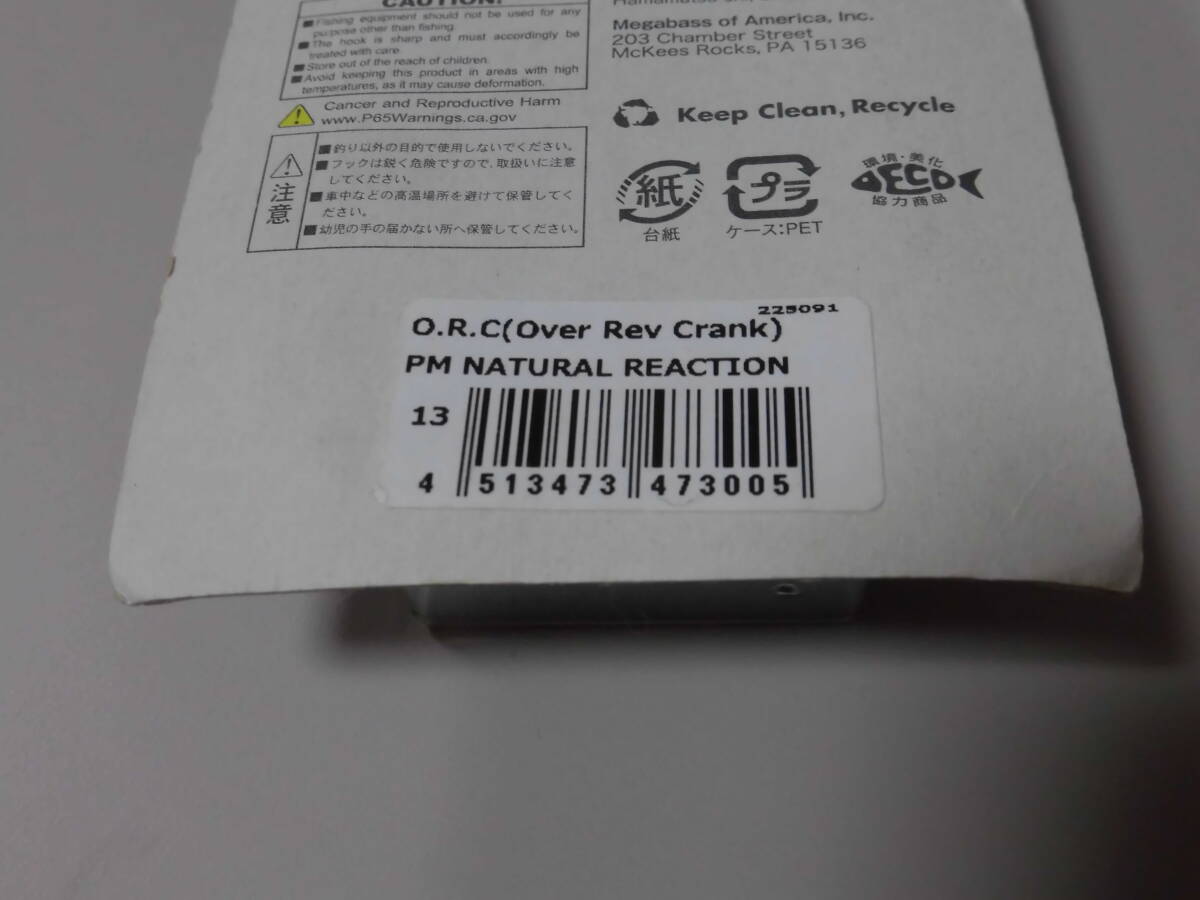 CAUTION!
■Fishing equipment should not be used for any
purpose other than fishing.
■The hook is sharp and must accordingly be
treated with care.
■Store out of the reach of children.
■Avoid keeping this product in areas with high
temperatures, as it may cause deformation.
Cancer and Reproductive Harm
www.P65Warnings.ca.gov
注意
■釣り以外の目的で使用しないでください。
■フックは鋭く危険ですので、取扱いに注意
してください。
■車中などの高温場所を避けて保管してく
ださい。
■幼児の手の届かない所へ保管してください。
Megabass of America, Inc.
203 Chamber Street
McKees Rocks, PA 15136
Keep Clean, Recycle
紙
台紙
プラ
ケース:PET
環境・美化
ECO
協力商品
225091
O.R.C(Over Rev Crank)
PM NATURAL REACTION
13
4 513473 473005